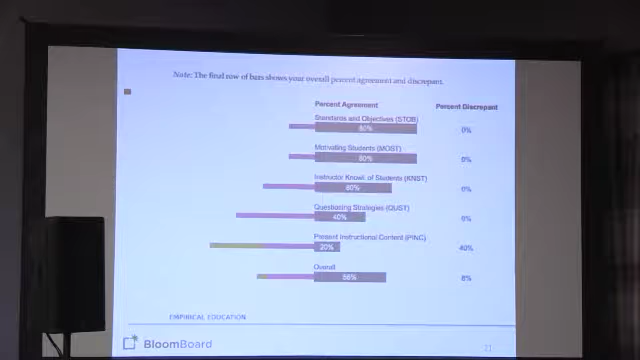 Note: The final row of bars shows your overall percent agreement and discrepant.
Percent Agreement Percent Discrepant
Standards and Objectives (STOB)
80% 0%
Motivating Students (MOST)
80% 0%
Instructor Knowl. of Students (KNST)
60% 0%
Questioning Strategies (QUST)
40% 0%
Present Instructional Content (PINC)
20% 40%
Overall
56% 8%
EMPIRICAL EDUCATION
BloomBoard 21